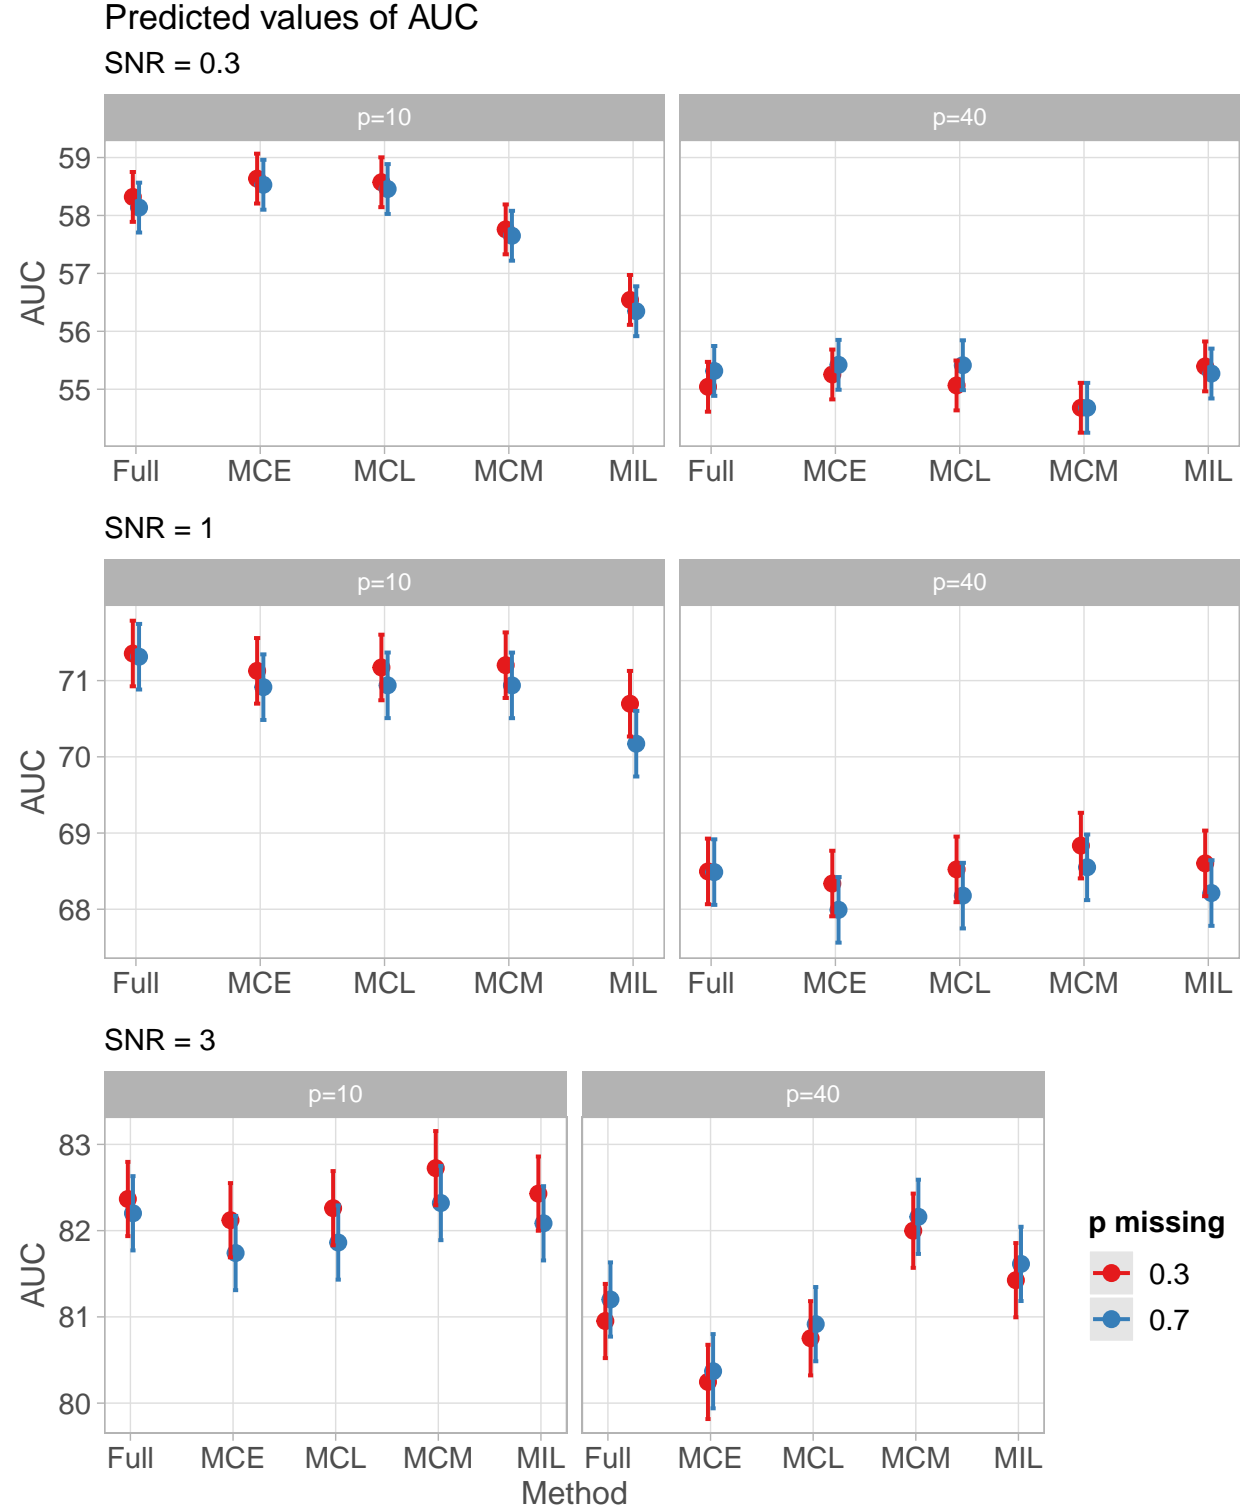 Predicted values of AUC
SNR = 0.3
p=10 p=40
59
58
57
56
55
AUC
Full MCE MCL MCM MIL Full MCE MCL MCM MIL
SNR = 1
p=10 p=40
71
70
69
68
AUC
Full MCE MCL MCM MIL Full MCE MCL MCM MIL
SNR = 3
p=10 p=40
83
82
81
80
AUC
Full MCE MCL MCM MIL Full MCE MCL MCM MIL
Method
p missing
0.3
0.7